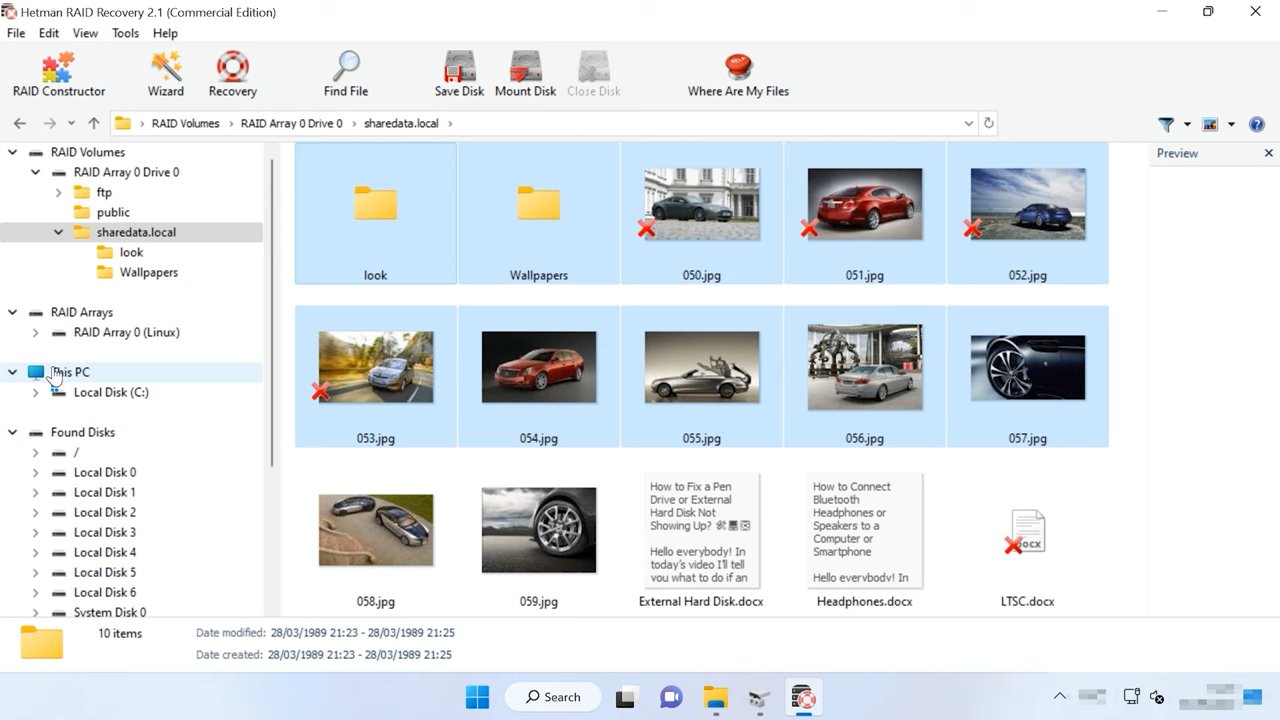 Hetman RAID Recovery 2.1 (Commercial Edition)
File Edit View Tools Help
RAID Constructor Wizard Recovery Find File Save Disk Mount Disk Close Disk Where Are My Files
RAID Volumes RAID Array 0 Drive 0 sharedata.local
RAID Volumes
RAID Array 0 Drive 0
ftp
public
sharedata.local
look
Wallpapers
RAID Arrays
RAID Array 0 (Linux)
This PC
Local Disk (C:)
Found Disks
/
Local Disk 0
Local Disk 1
Local Disk 2
Local Disk 3
Local Disk 4
Local Disk 5
Local Disk 6
System Disk 0
look Wallpapers 050.jpg 051.jpg 052.jpg
053.jpg 054.jpg 055.jpg 056.jpg 057.jpg
How to Fix a Pen
Drive or External
Hard Disk Not
Showing Up? 🛠💻
Hello everybody! In
today's video I'll tell
you what to do if an
How to Connect
Bluetooth
Headphones or
Speakers to a
Computer or
Smartphone
Hello everybody! In
DOCX
058.jpg 059.jpg External Hard Disk.docx Headphones.docx LTSC.docx
Preview
10 items Date modified: 28/03/1989 21:23 - 28/03/1989 21:25
Date created: 28/03/1989 21:23 - 28/03/1989 21:25
Search